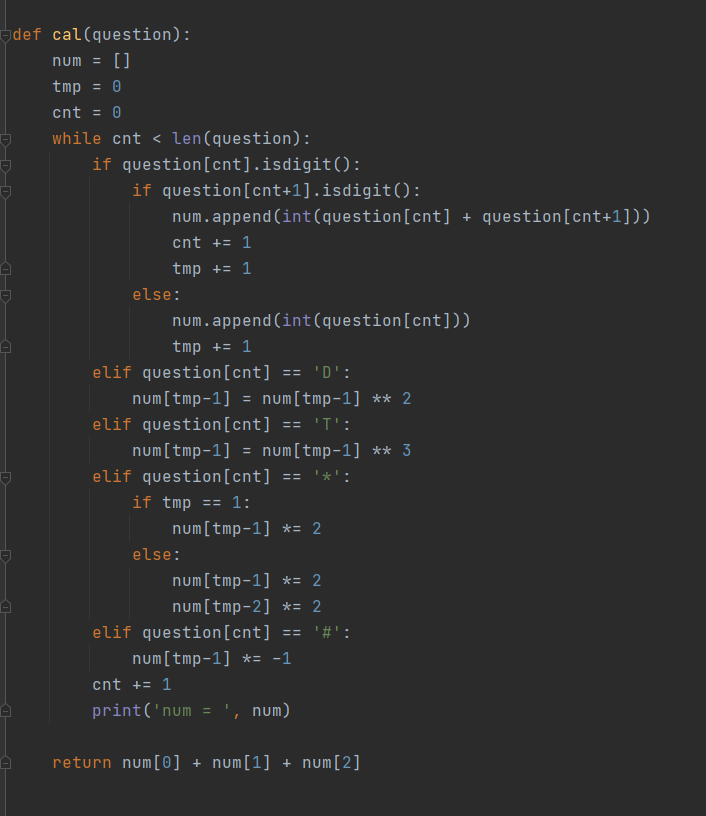 def cal(question):
    num = []
    tmp = 0
    cnt = 0
    while cnt < len(question):
        if question[cnt].isdigit():
            if question[cnt+1].isdigit():
                num.append(int(question[cnt] + question[cnt+1]))
                cnt += 1
                tmp += 1
            else:
                num.append(int(question[cnt]))
                tmp += 1
        elif question[cnt] == 'D':
            num[tmp-1] = num[tmp-1] ** 2
        elif question[cnt] == 'T':
            num[tmp-1] = num[tmp-1] ** 3
        elif question[cnt] == '*':
            if tmp == 1:
                num[tmp-1] *= 2
            else:
                num[tmp-1] *= 2
                num[tmp-2] *= 2
        elif question[cnt] == '#':
            num[tmp-1] *= -1
        cnt += 1
        print('num = ', num)
    return num[0] + num[1] + num[2]